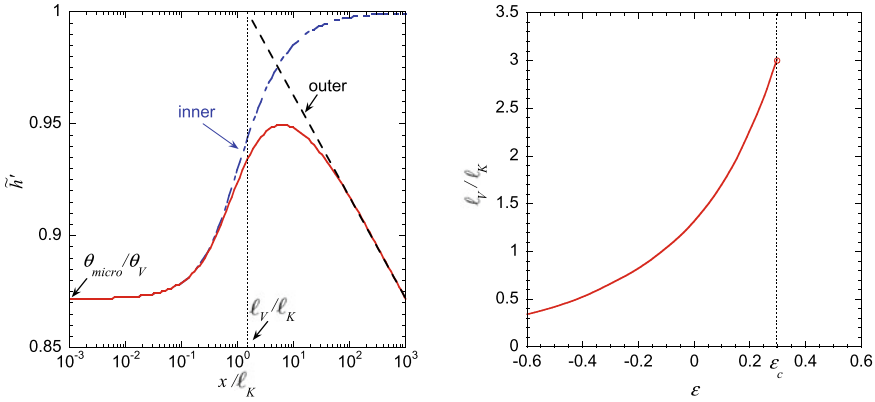 1
0.95
0.9
0.85
h̃'
inner
outer
θmicro/θV
ℓV/ℓK
10⁻³ 10⁻² 10⁻¹ 10⁰ 10¹ 10² 10³
x/ℓK
3.5
3
2.5
2
1.5
1
0.5
0
ℓV/ℓK
-0.6 -0.4 -0.2 0 0.2 εc 0.4 0.6
ε